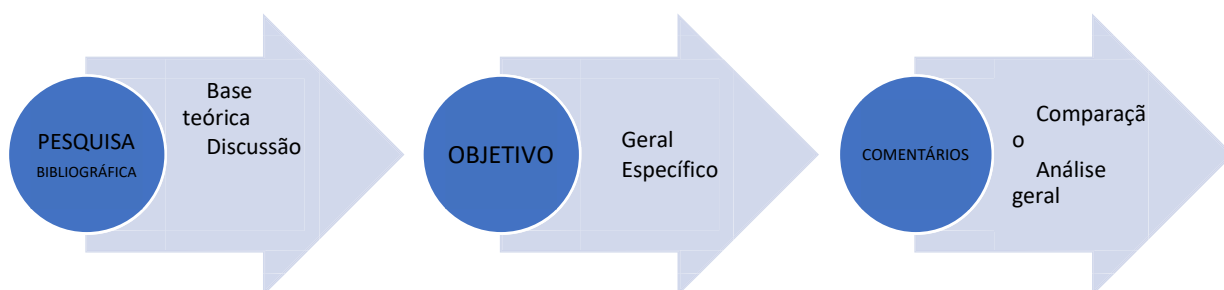 PESQUISA
BIBLIOGRÁFICA
Base
teórica
Discussão
OBJETIVO
Geral
Específico
COMENTÁRIOS
Comparaçã
o
Análise
geral